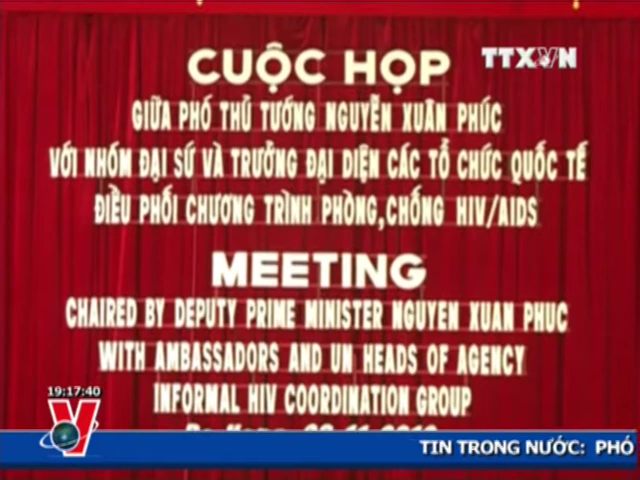 TTXVN
CUỘC HỌP
GIỮA PHÓ THỦ TƯỚNG NGUYỄN XUÂN PHÚC
VỚI NHÓM ĐẠI SỨ VÀ TRƯỞNG ĐẠI DIỆN CÁC TỔ CHỨC QUỐC TẾ
ĐIỀU PHỐI CHƯƠNG TRÌNH PHÒNG,CHỐNG HIV/AIDS
MEETING
CHAIRED BY DEPUTY PRIME MINISTER NGUYEN XUAN PHUC
WITH AMBASSADORS AND UN HEADS OF AGENCY
INFORMAL HIV COORDINATION GROUP
19:17:40
V
TIN TRONG NƯỚC: PHÓ